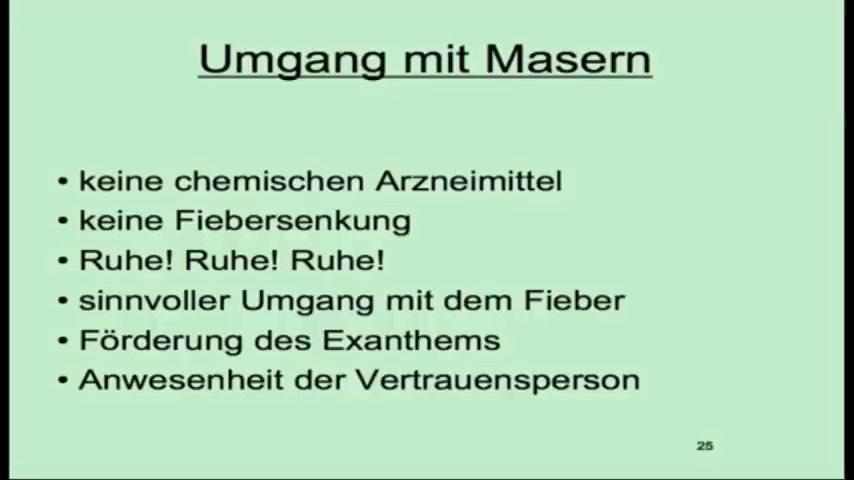 Umgang mit Masern
• keine chemischen Arzneimittel
• keine Fiebersenkung
• Ruhe! Ruhe! Ruhe!
• sinnvoller Umgang mit dem Fieber
• Förderung des Exanthems
• Anwesenheit der Vertrauensperson
25